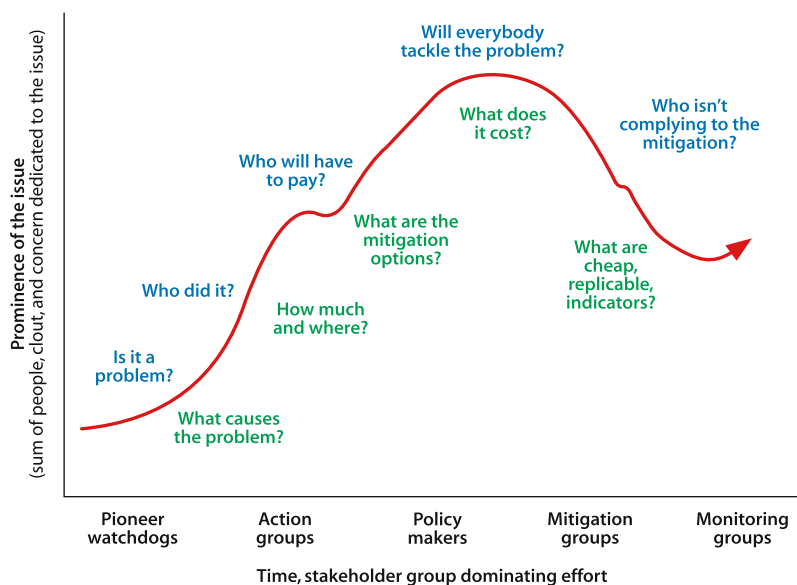 Will everybody
tackle the problem?
What does
it cost?
Who isn't
complying to the
mitigation?
Who will have
to pay?
What are the
mitigation
options?
What are
cheap,
replicable,
indicators?
Who did it?
How much
and where?
Is it a
problem?
What causes
the problem?
Prominence of the issue
(sum of people, clout, and concern dedicated to the issue)
Pioneer
watchdogs
Action
groups
Policy
makers
Mitigation
groups
Monitoring
groups
Time, stakeholder group dominating effort